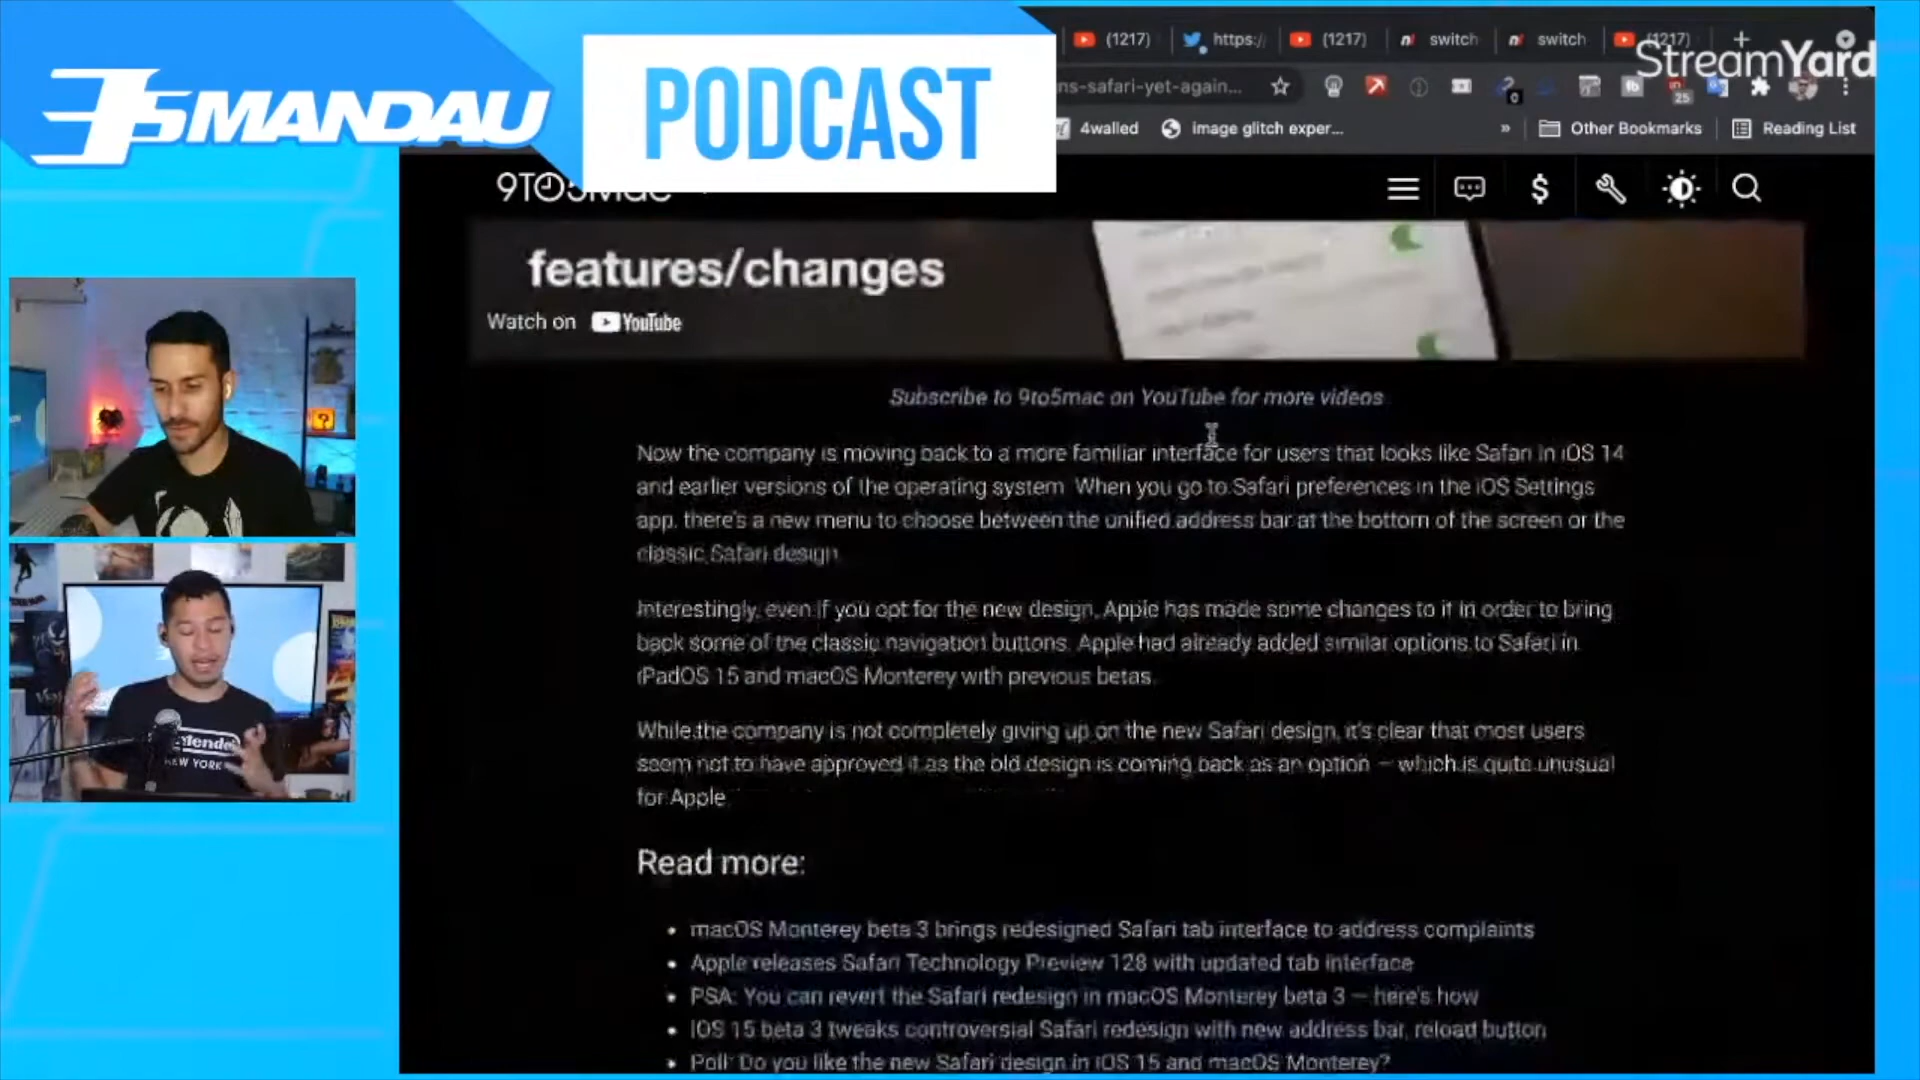 ESMANDAU
PODCAST
(1217)
https:/
(1217)
switch
switch
(1217)
StreamYard
ns-safari-yet-again...
0
25
4walled
image glitch exper...
»
Other Bookmarks
Reading List
9TO5Mac
features/changes
Watch on YouTube
Subscribe to 9to5mac on YouTube for more videos
Now the company is moving back to a more familiar interface for users that looks like Safari in iOS 14
and earlier versions of the operating system. When you go to Safari preferences in the iOS Settings
app, there's a new menu to choose between the unified address bar at the bottom of the screen or the
classic Safari design.
Interestingly, even if you opt for the new design, Apple has made some changes to it in order to bring
back some of the classic navigation buttons. Apple had already added similar options to Safari in
iPadOS 15 and macOS Monterey with previous betas.
While the company is not completely giving up on the new Safari design, it's clear that most users
seem not to have approved it as the old design is coming back as an option — which is quite unusual
for Apple.
NEW YORK
Read more:
• macOS Monterey beta 3 brings redesigned Safari tab interface to address complaints
• Apple releases Safari Technology Preview 128 with updated tab interface
• PSA: You can revert the Safari redesign in macOS Monterey beta 3 — here's how
• iOS 15 beta 3 tweaks controversial Safari redesign with new address bar, reload button
• Poll: Do you like the new Safari design in iOS 15 and macOS Monterey?